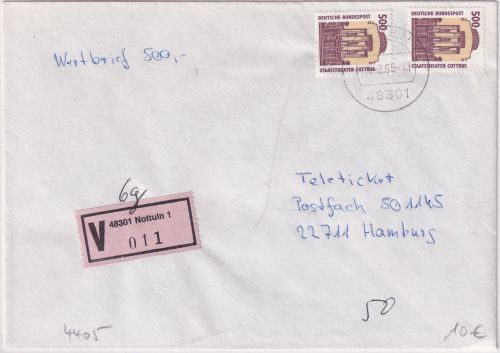 Wertbrief 500,-
DEUTSCHE BUNDESPOST
500
STAATSTHEATER COTTBUS
DEUTSCHE BUNDESPOST
500
STAATSTHEATER COTTBUS
48301
Teleticket
Postfach 501145
22711 Hamburg
6g
V 48301 Nottuln 1
011
50
4405
10 €